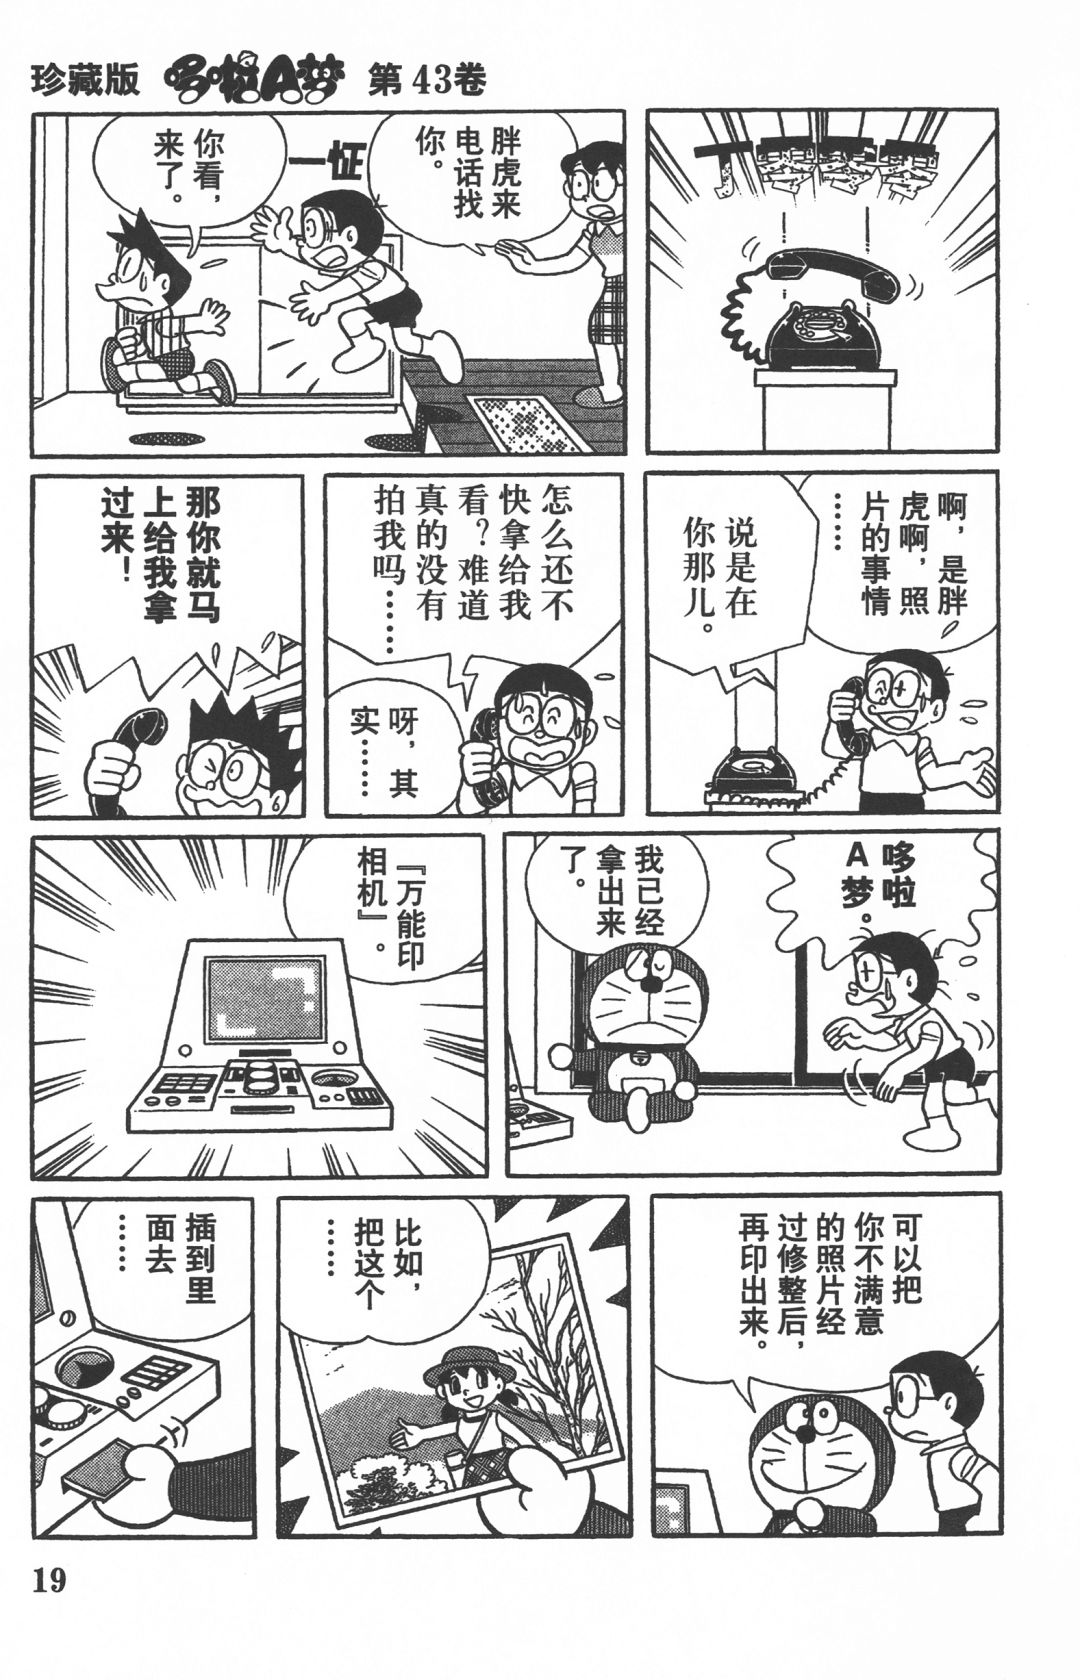 珍藏版 哆啦A梦 第43卷
胖虎来
电话找
你。
一怔
你看，
来了。
啊，是胖
虎啊，照
片的事情
……
说是在
你那儿。
怎么还不
快拿给我
看？难道
真的没有
拍我吗……
呀，其
实……
那你就马
上给我拿
过来！
哆啦
A梦。
我已经
拿出来
了。
『万能印
相机』。
可以把
你不满意
的照片经
过修整后，
再印出来。
比如，
把这个
……
插到里
面去
……
19